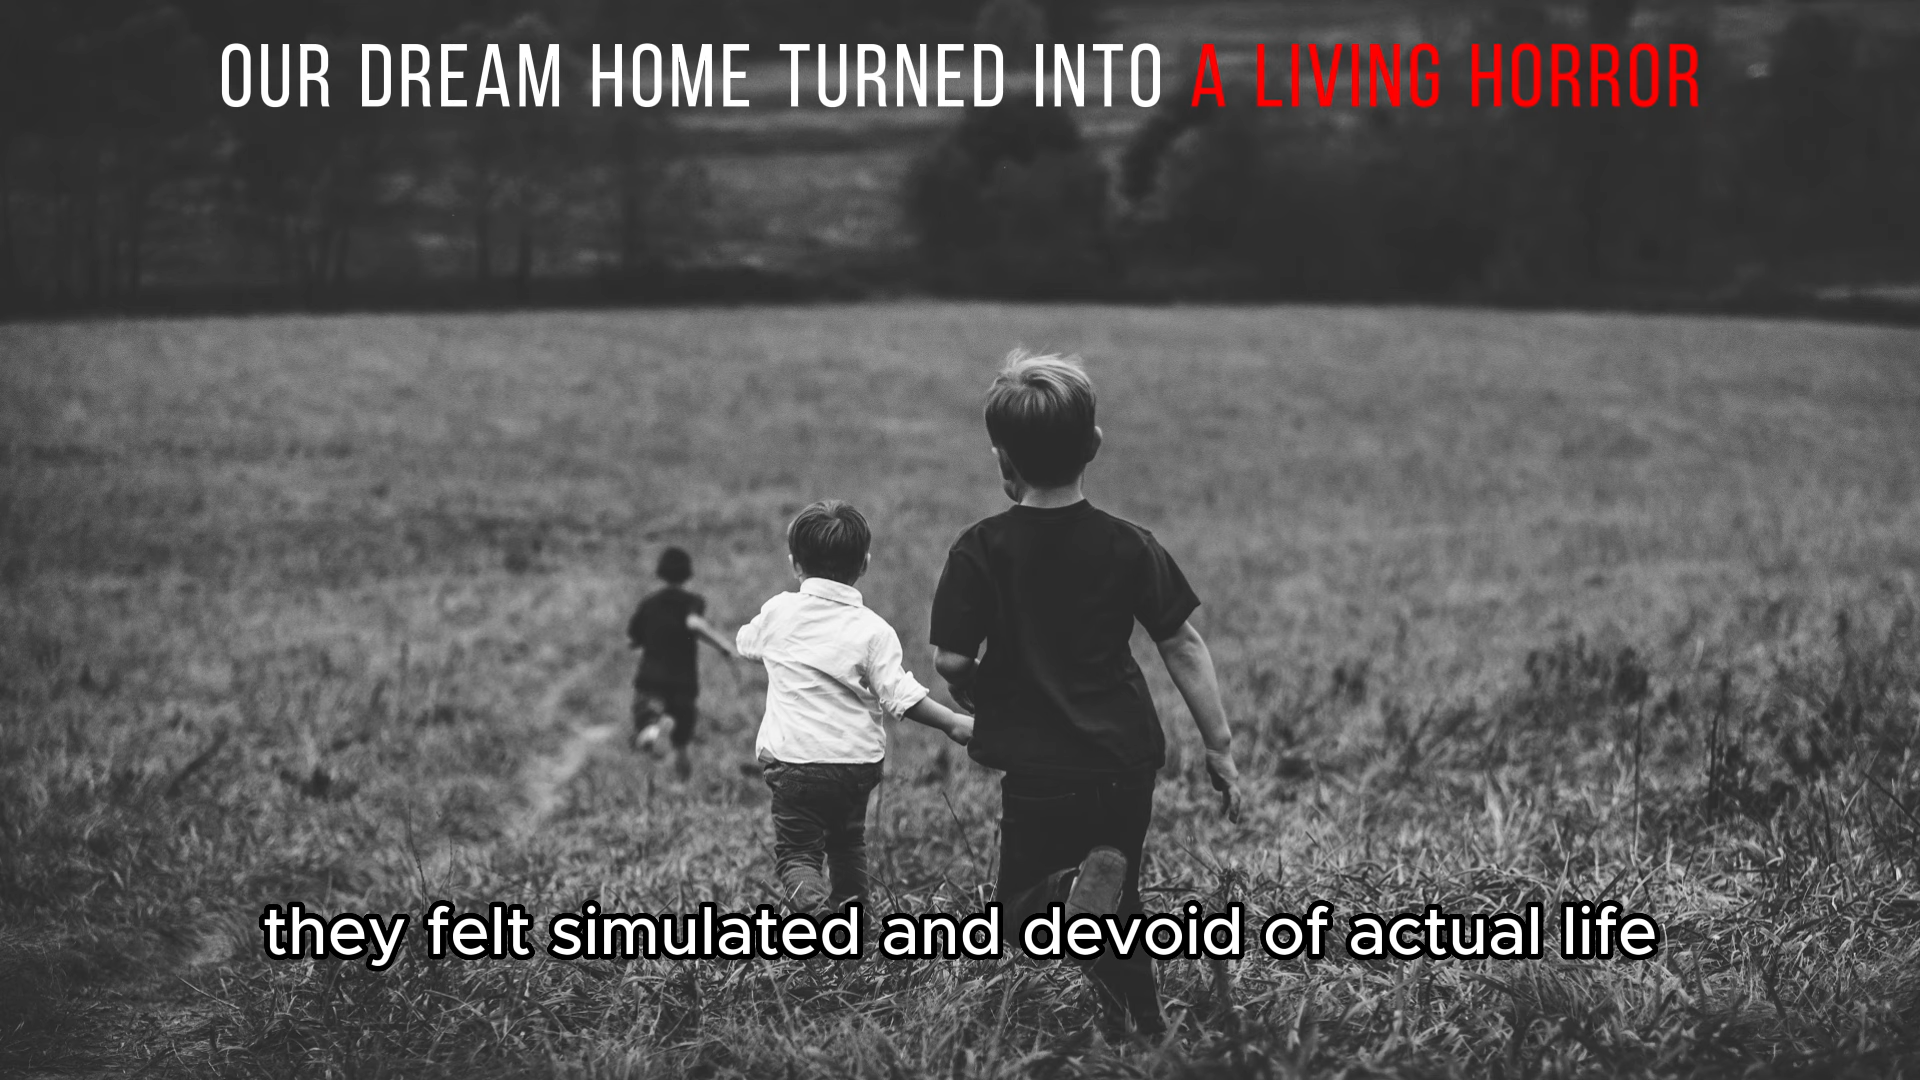 OUR DREAM HOME TURNED INTO A LIVING HORROR
they felt simulated and devoid of actual life